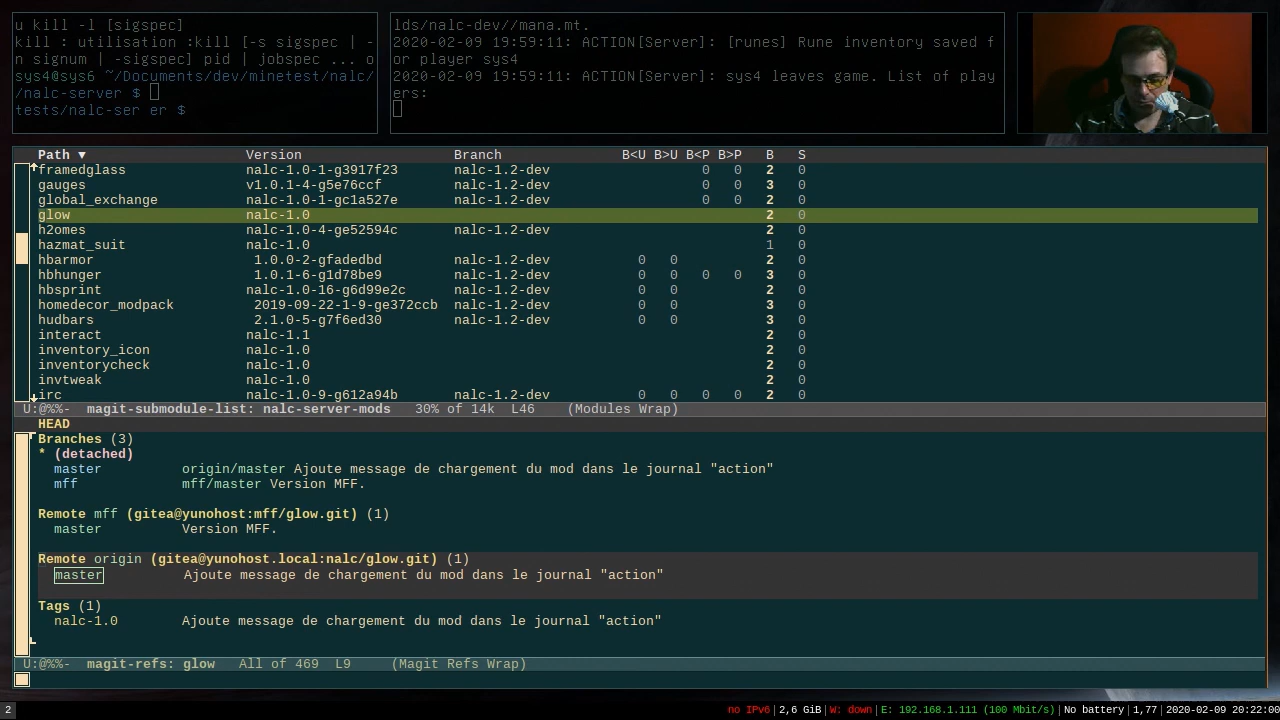 u kill -l [sigspec]
kill : utilisation :kill [-s sigspec | -
n signum | -sigspec] pid | jobspec ... o
sys4@sys6 ~/Documents/dev/minetest/nalc/
/nalc-server $
tests/nalc-ser er $
lds/nalc-dev//mana.mt.
2020-02-09 19:59:11: ACTION[Server]: [runes] Rune inventory saved f
or player sys4
2020-02-09 19:59:11: ACTION[Server]: sys4 leaves game. List of play
ers:
Path ▼ Version Branch B<U B>U B<P B>P B S
framedglass nalc-1.0-1-g3917f23 nalc-1.2-dev 0 0 2 0
gauges v1.0.1-4-g5e76ccf nalc-1.2-dev 0 0 3 0
global_exchange nalc-1.0-1-gc1a527e nalc-1.2-dev 0 0 2 0
glow nalc-1.0 2 0
h2omes nalc-1.0-4-ge52594c nalc-1.2-dev 2 0
hazmat_suit nalc-1.0 1 0
hbarmor 1.0.0-2-gfadedbd nalc-1.2-dev 0 0 2 0
hbhunger 1.0.1-6-g1d78be9 nalc-1.2-dev 0 0 0 0 3 0
hbsprint nalc-1.0-16-g6d99e2c nalc-1.2-dev 0 0 2 0
homedecor_modpack 2019-09-22-1-9-ge372ccb nalc-1.2-dev 0 0 3 0
hudbars 2.1.0-5-g7f6ed30 nalc-1.2-dev 0 0 3 0
interact nalc-1.1 2 0
inventory_icon nalc-1.0 2 0
inventorycheck nalc-1.0 2 0
invtweak nalc-1.0 2 0
irc nalc-1.0-9-g612a94b nalc-1.2-dev 0 0 0 0 2 0
U:@%%- magit-submodule-list: nalc-server-mods 30% of 14k L46 (Modules Wrap)
HEAD
Branches (3)
* (detached)
master origin/master Ajoute message de chargement du mod dans le journal "action"
mff mff/master Version MFF.
Remote mff (gitea@yunohost:mff/glow.git) (1)
master Version MFF.
Remote origin (gitea@yunohost.local:nalc/glow.git) (1)
master Ajoute message de chargement du mod dans le journal "action"
Tags (1)
nalc-1.0 Ajoute message de chargement du mod dans le journal "action"
U:@%%- magit-refs: glow All of 469 L9 (Magit Refs Wrap)
2 no IPv6|2,6 GiB|W: down|E: 192.168.1.111 (100 Mbit/s)|No battery|1,77|2020-02-09 20:22:00